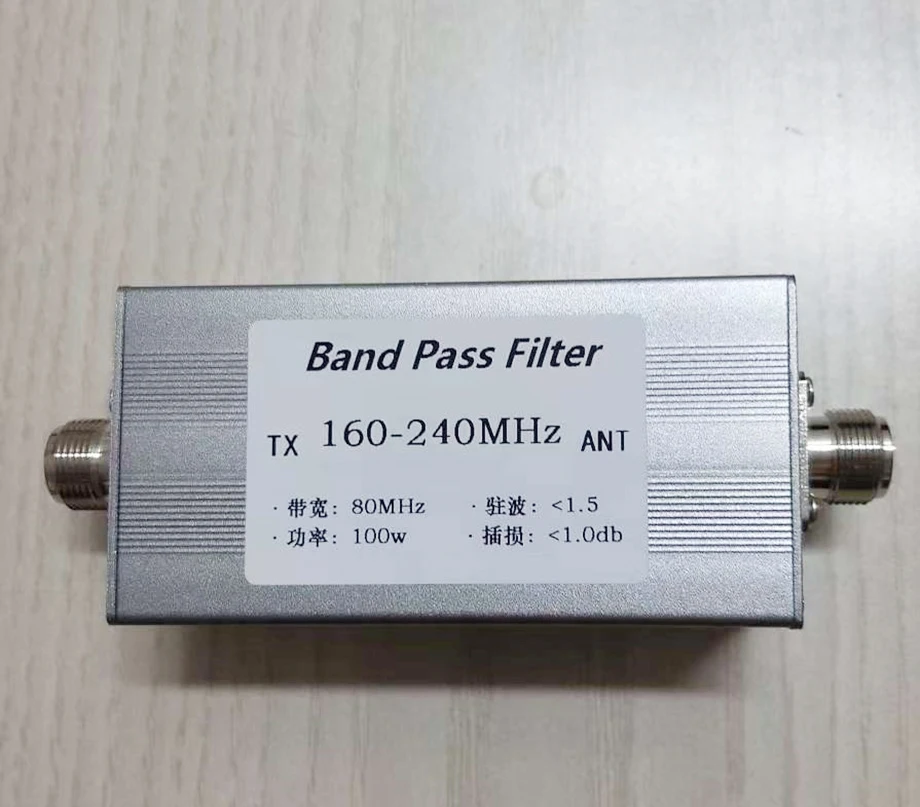 Band Pass Filter
TX 160-240MHz ANT
· 带宽: 80MHz · 驻波: <1.5
· 功率: 100w · 插损: <1.0db